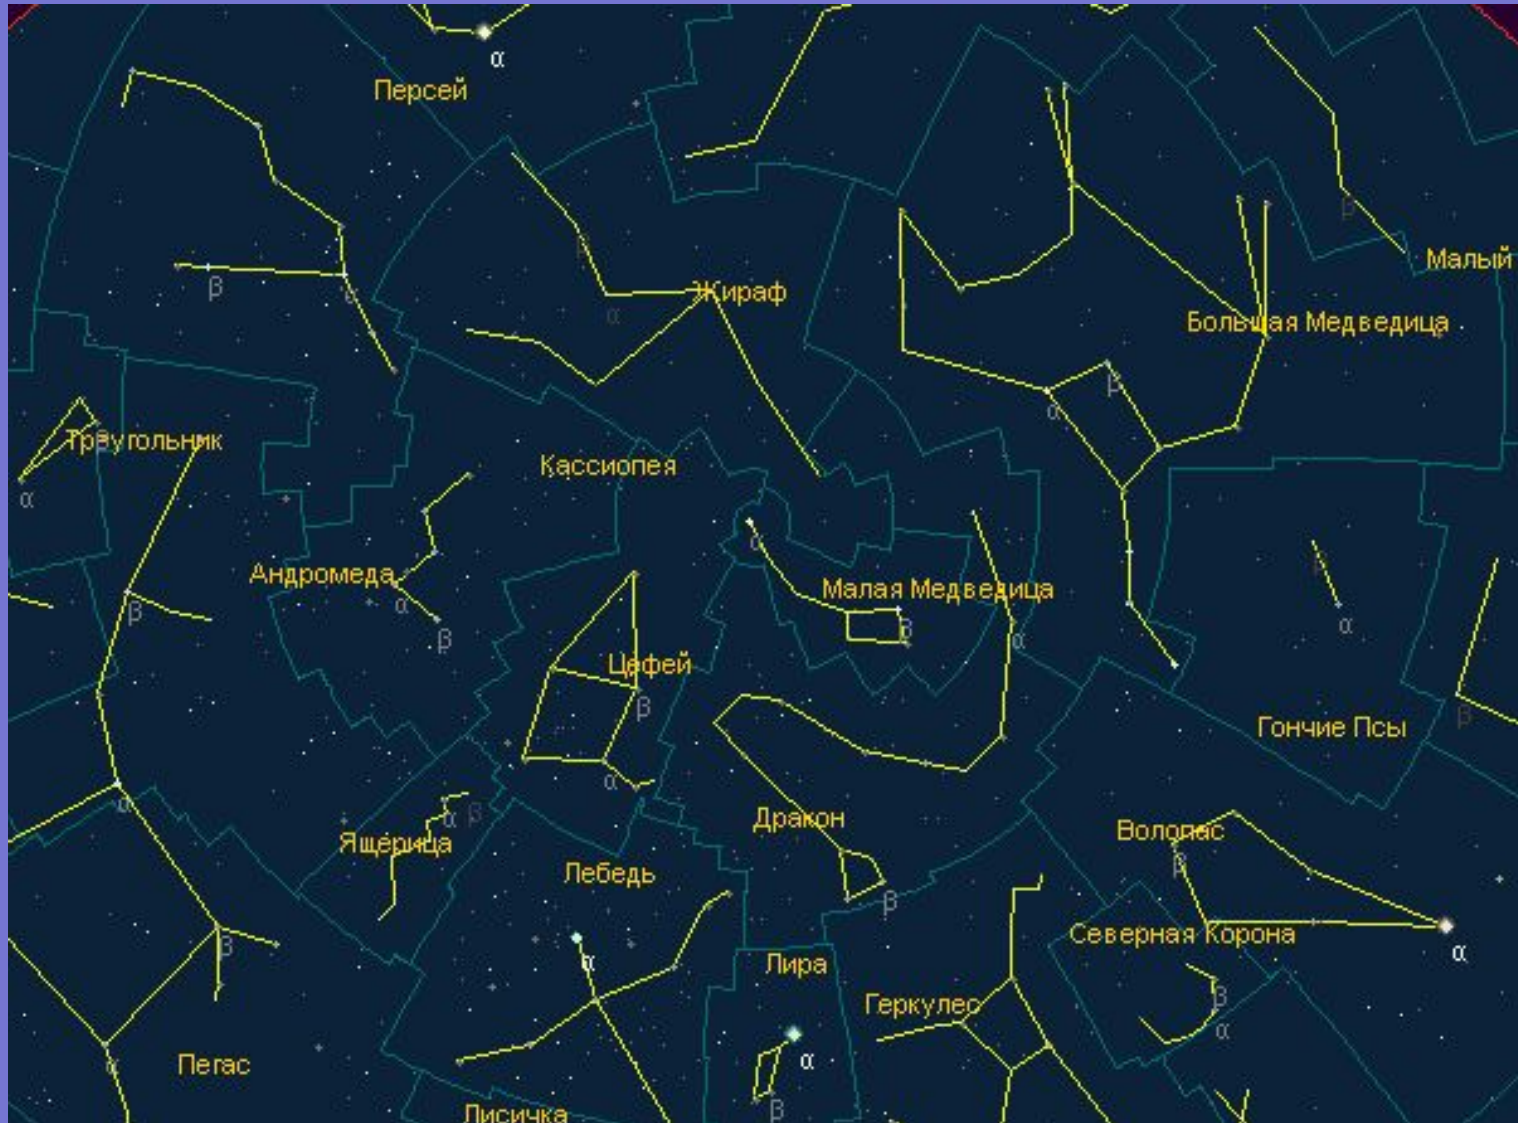 α
Персей
β
Малый
β
β
α
Жираф
α
Большая Медведица
β
α
β
Треугольник
Кассиопея
α
α
β
Андромеда
Малая Медведица
α
β
β
α
α
β
Цефей
β
β
Гончие Псы
α
α
α
β
Дракон
Волопас
Ящерица
β
Лебедь
β
Северная Корона
β
α
α
Лира
β
Геркулес
α
Пегас
α
α
β
Лисичка